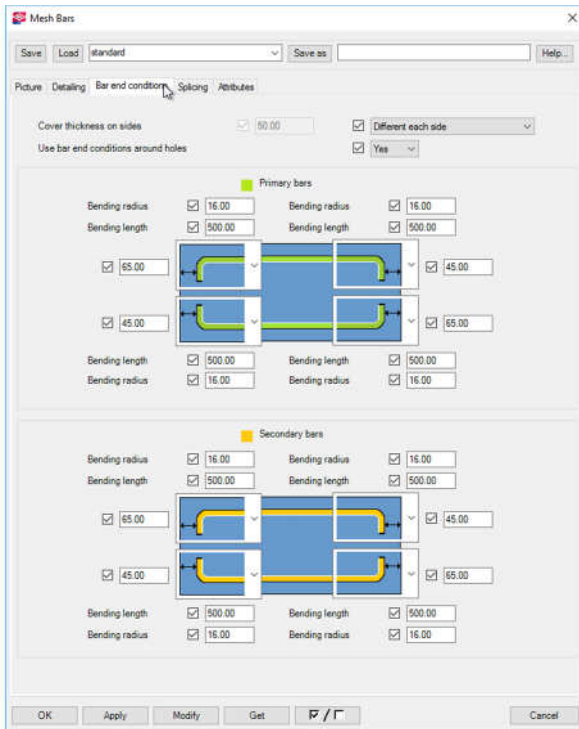 Mesh Bars
Save Load standard Save as Help...
Picture Detailing Bar end conditions Splicing Attributes
Cover thickness on sides 50.00 Different each side
Use bar end conditions around holes Yes
Primary bars
Bending radius 16.00 Bending radius 16.00
Bending length 500.00 Bending length 500.00
65.00 45.00
45.00 65.00
Bending length 500.00 Bending length 500.00
Bending radius 16.00 Bending radius 16.00
Secondary bars
Bending radius 16.00 Bending radius 16.00
Bending length 500.00 Bending length 500.00
65.00 45.00
45.00 65.00
Bending length 500.00 Bending length 500.00
Bending radius 16.00 Bending radius 16.00
OK Apply Modify Get / Cancel